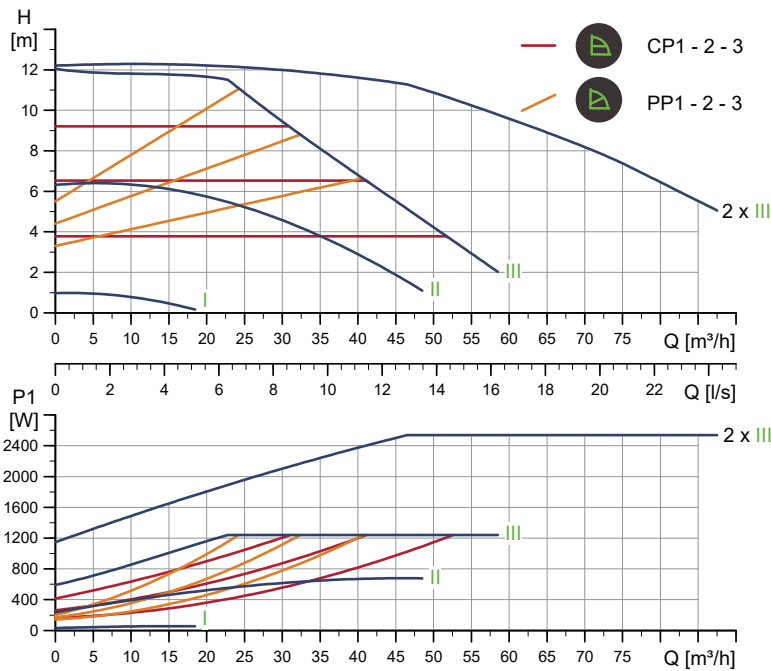 H
[m]
12
10
8
6
4
2
0
CP1 - 2 - 3
PP1 - 2 - 3
2 x III
III
II
I
0 5 10 15 20 25 30 35 40 45 50 55 60 65 70 75 Q [m³/h]
0 2 4 6 8 10 12 14 16 18 20 22 Q [l/s]
P1
[W]
2400
2000
1600
1200
800
400
0
2 x III
III
II
I
0 5 10 15 20 25 30 35 40 45 50 55 60 65 70 75 Q [m³/h]